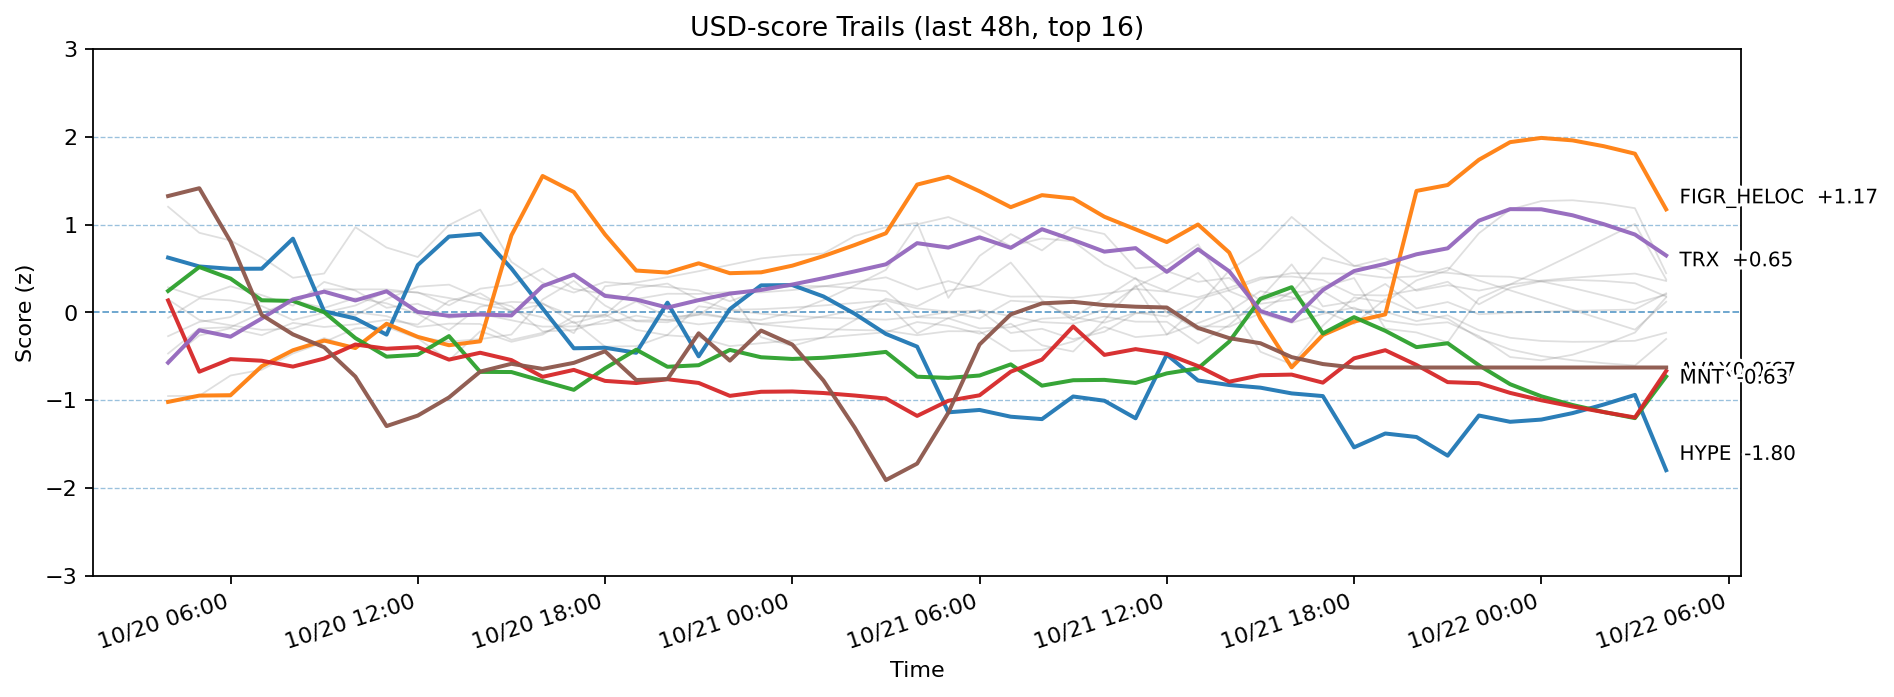 USD-score Trails (last 48h, top 16)
Score (z)
3
2
1
0
−1
−2
−3
FIGR_HELOC +1.17
TRX +0.65
MNT -0.63
HYPE -1.80
10/20 06:00
10/20 12:00
10/20 18:00
10/21 00:00
10/21 06:00
10/21 12:00
10/21 18:00
10/22 00:00
10/22 06:00
Time